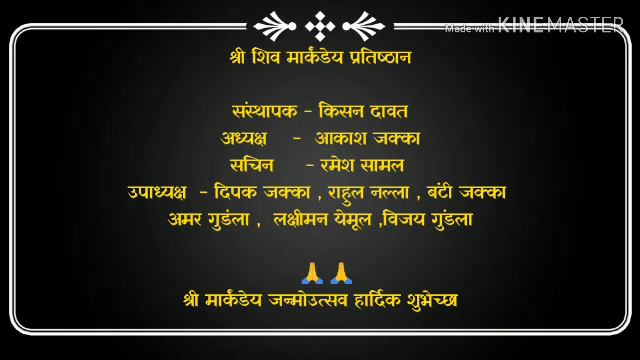 Made with KINEMASTER
श्री शिव मार्कंडेय प्रतिष्ठान
संस्थापक - किसन दावत
अध्यक्ष - आकाश जक्का
सचिन - रमेश सामल
उपाध्यक्ष - दिपक जक्का , राहुल नल्ला , बंटी जक्का
अमर गुडंला , लक्ष्मीमन येमूल ,विजय गुंडला
🙏 🙏
श्री मार्कंडेय जन्मोउत्सव हार्दिक शुभेच्छा